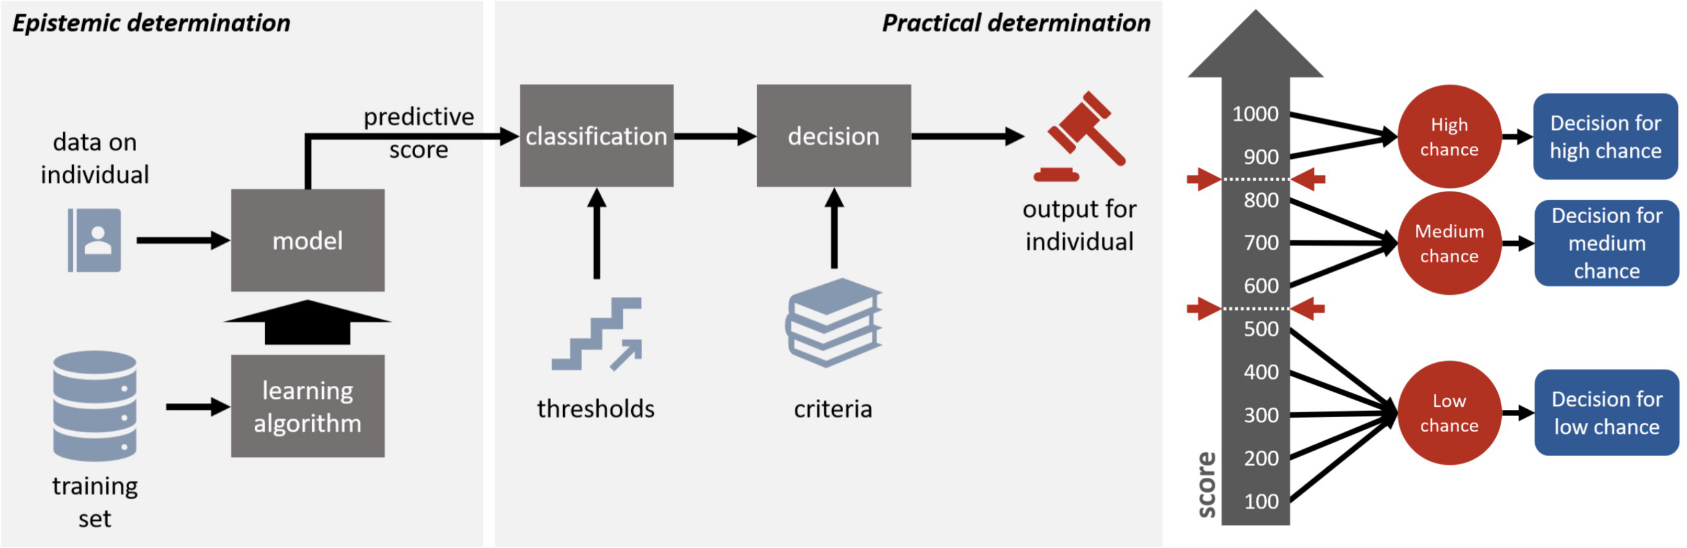 Epistemic determination
data on
individual
model
predictive
score
learning
algorithm
training
set
Practical determination
classification
decision
output for
individual
thresholds
criteria
score
1000
900
800
700
600
500
400
300
200
100
High
chance
Medium
chance
Low
chance
Decision for
high chance
Decision for
medium
chance
Decision for
low chance